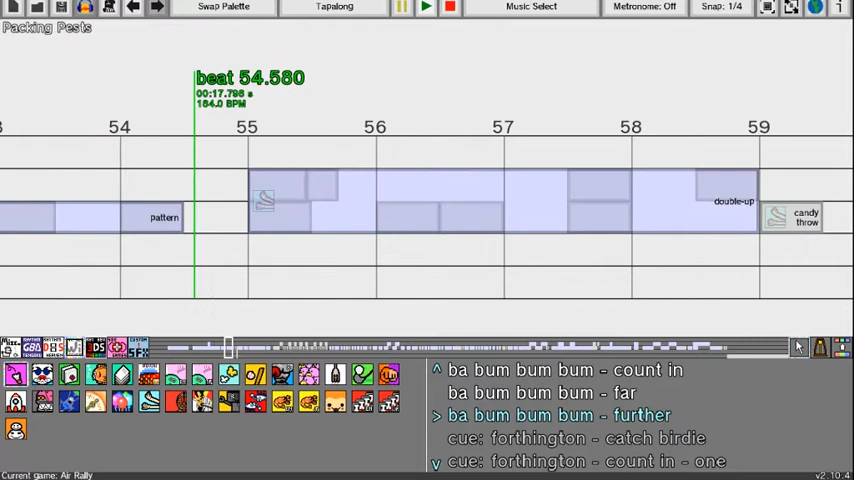 Swap Palette Tapalong Music Select Metronome: Off Snap: 1/4
Packing Pests
beat 54.580
00:17.798 s
184.0 BPM
54 55 56 57 58 59
pattern
double-up
candy
throw
^ ba bum bum bum - count in
ba bum bum bum - far
> ba bum bum bum - further
cue: forthington - catch birdie
v cue: forthington - count in - one
Current game: Air Rally
v2.10.4